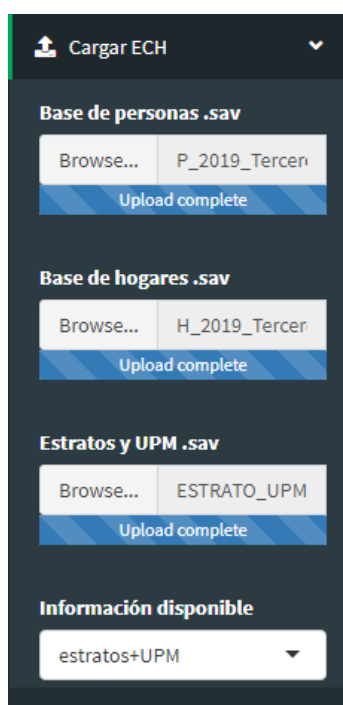 Cargar ECH
Base de personas .sav
Browse... P_2019_Tercer
Upload complete
Base de hogares .sav
Browse... H_2019_Tercer
Upload complete
Estratos y UPM .sav
Browse... ESTRATO_UPM
Upload complete
Información disponible
estratos+UPM